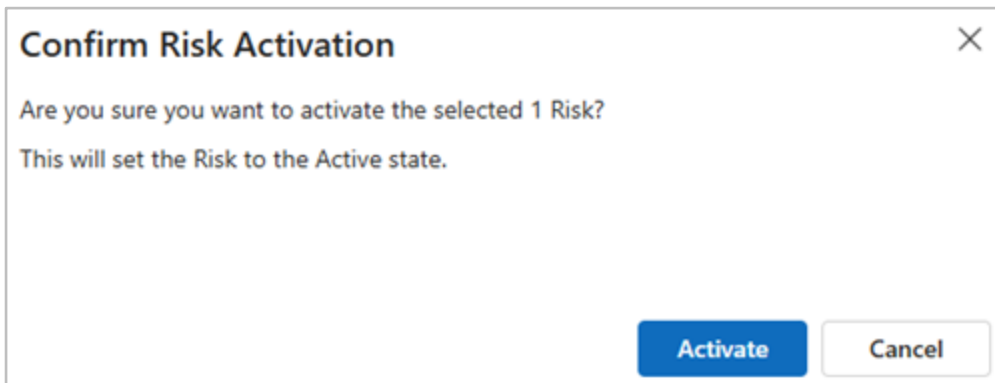 Confirm Risk Activation
Are you sure you want to activate the selected 1 Risk?
This will set the Risk to the Active state.
Activate
Cancel